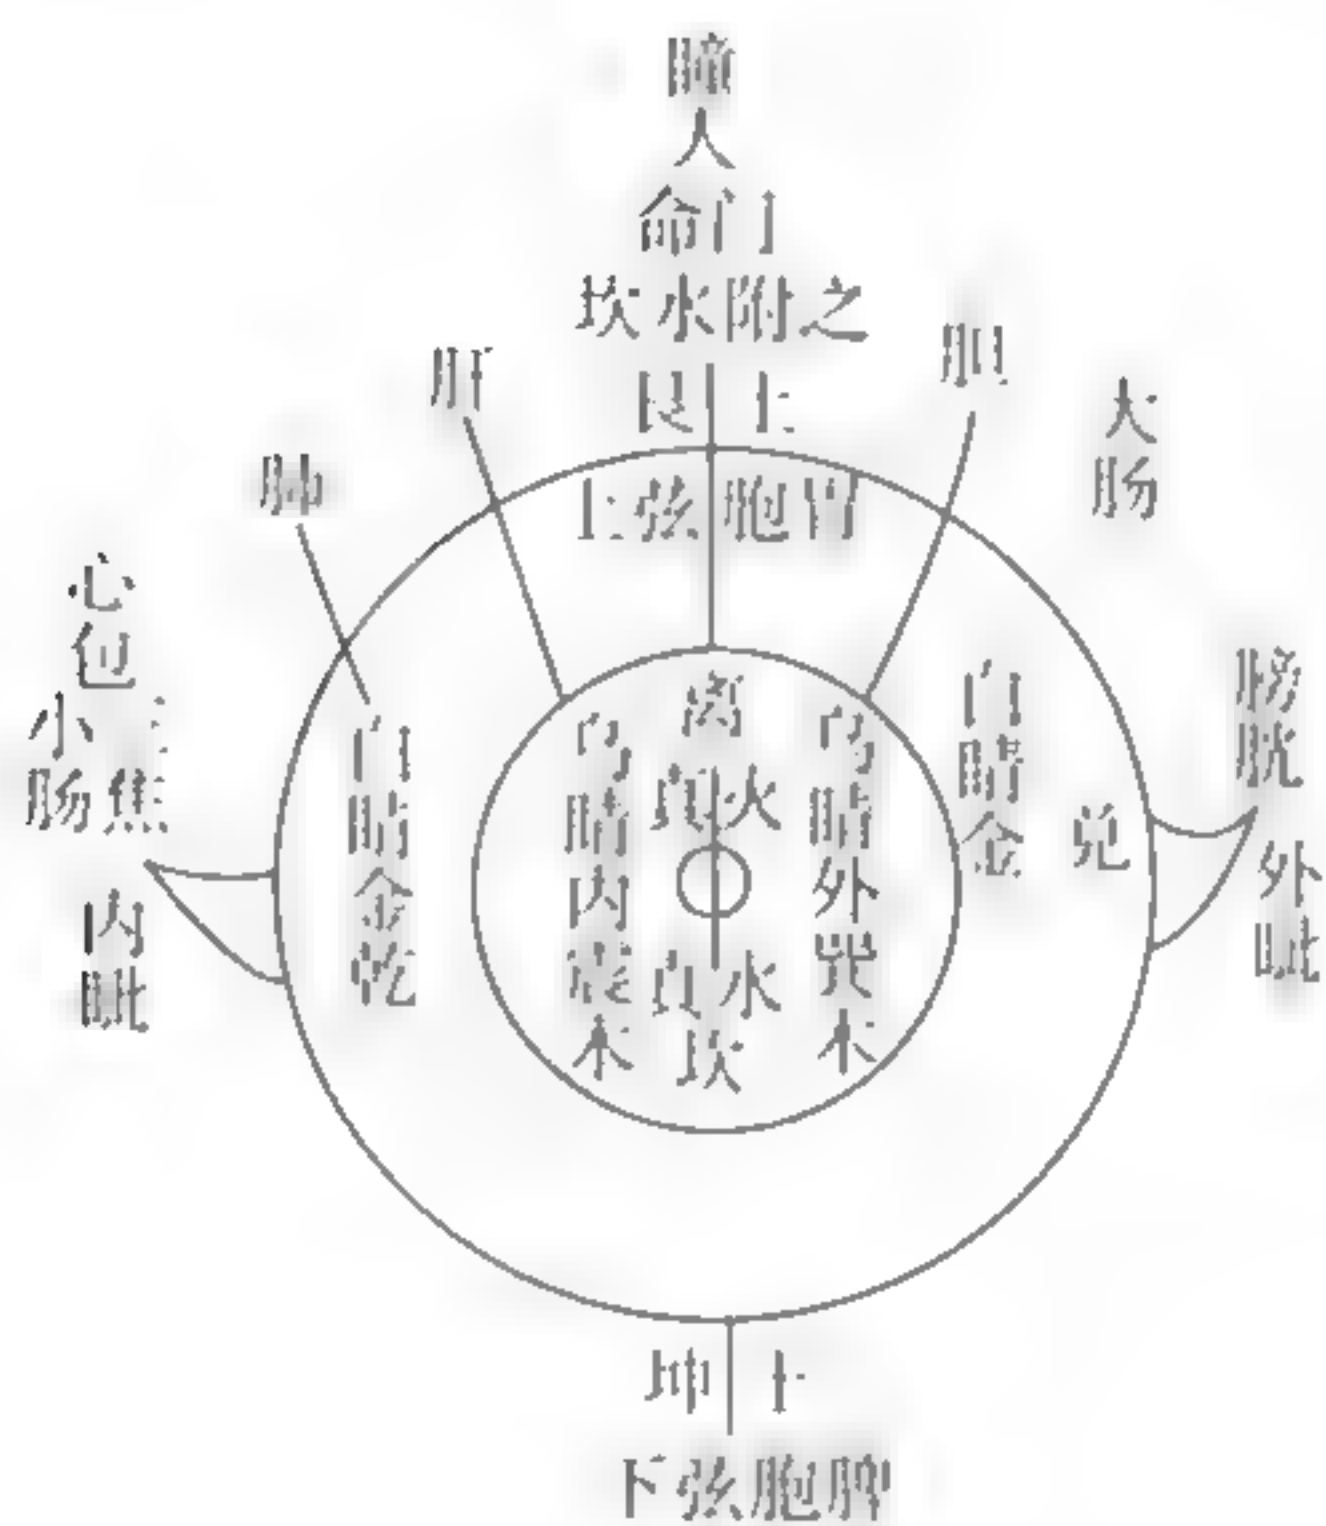 瞳人
命门
坎水附之
艮土
肝
胆
肺
大肠
上弦胞胃
心包
小肠
三焦
内眦
膀胱
外眦
白睛金乾
白睛金
兑
离
真火
真水
坎
乌睛内震木
乌睛外巽木
坤土
下弦胞脾